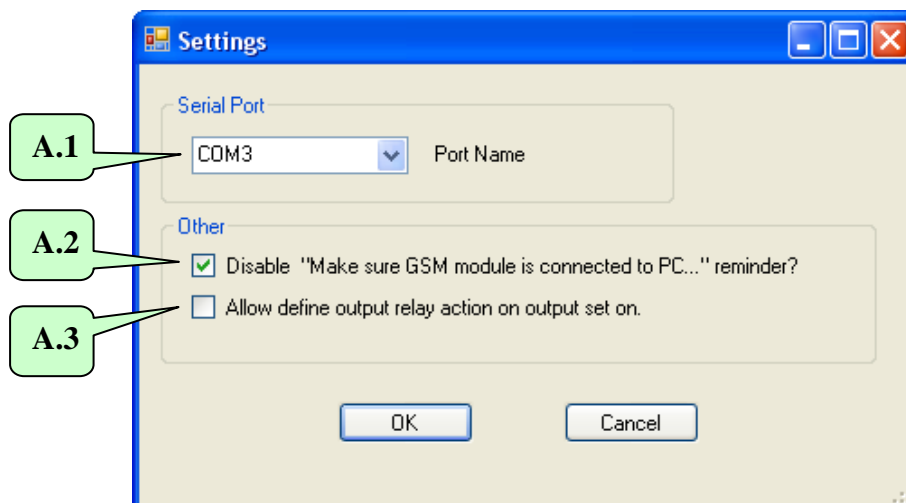 Settings
Serial Port
A.1
COM3
Port Name
Other
A.2
Disable  "Make sure GSM module is connected to PC..." reminder?
A.3
Allow define output relay action on output set on.
OK
Cancel